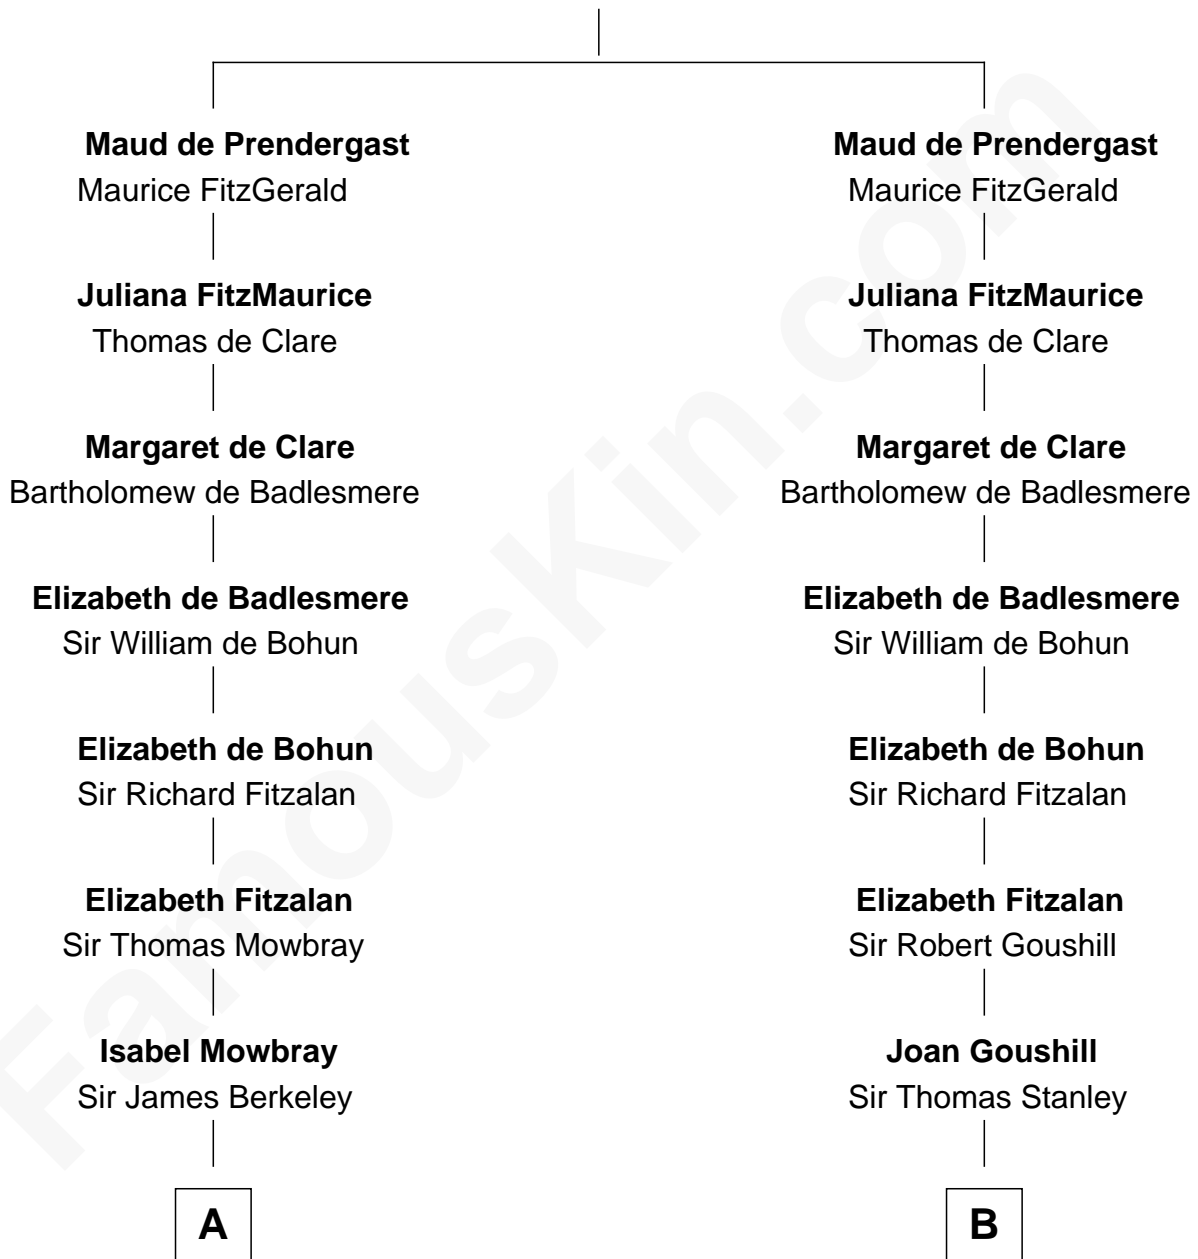 Maud de Prendergast
Maurice FitzGerald
Juliana FitzMaurice
Thomas de Clare
Margaret de Clare
Bartholomew de Badlesmere
Elizabeth de Badlesmere
Sir William de Bohun
Elizabeth de Bohun
Sir Richard Fitzalan
Elizabeth Fitzalan
Sir Thomas Mowbray
Isabel Mowbray
Sir James Berkeley
A
Maud de Prendergast
Maurice FitzGerald
Juliana FitzMaurice
Thomas de Clare
Margaret de Clare
Bartholomew de Badlesmere
Elizabeth de Badlesmere
Sir William de Bohun
Elizabeth de Bohun
Sir Richard Fitzalan
Elizabeth Fitzalan
Sir Robert Goushill
Joan Goushill
Sir Thomas Stanley
B
FamousKin.com